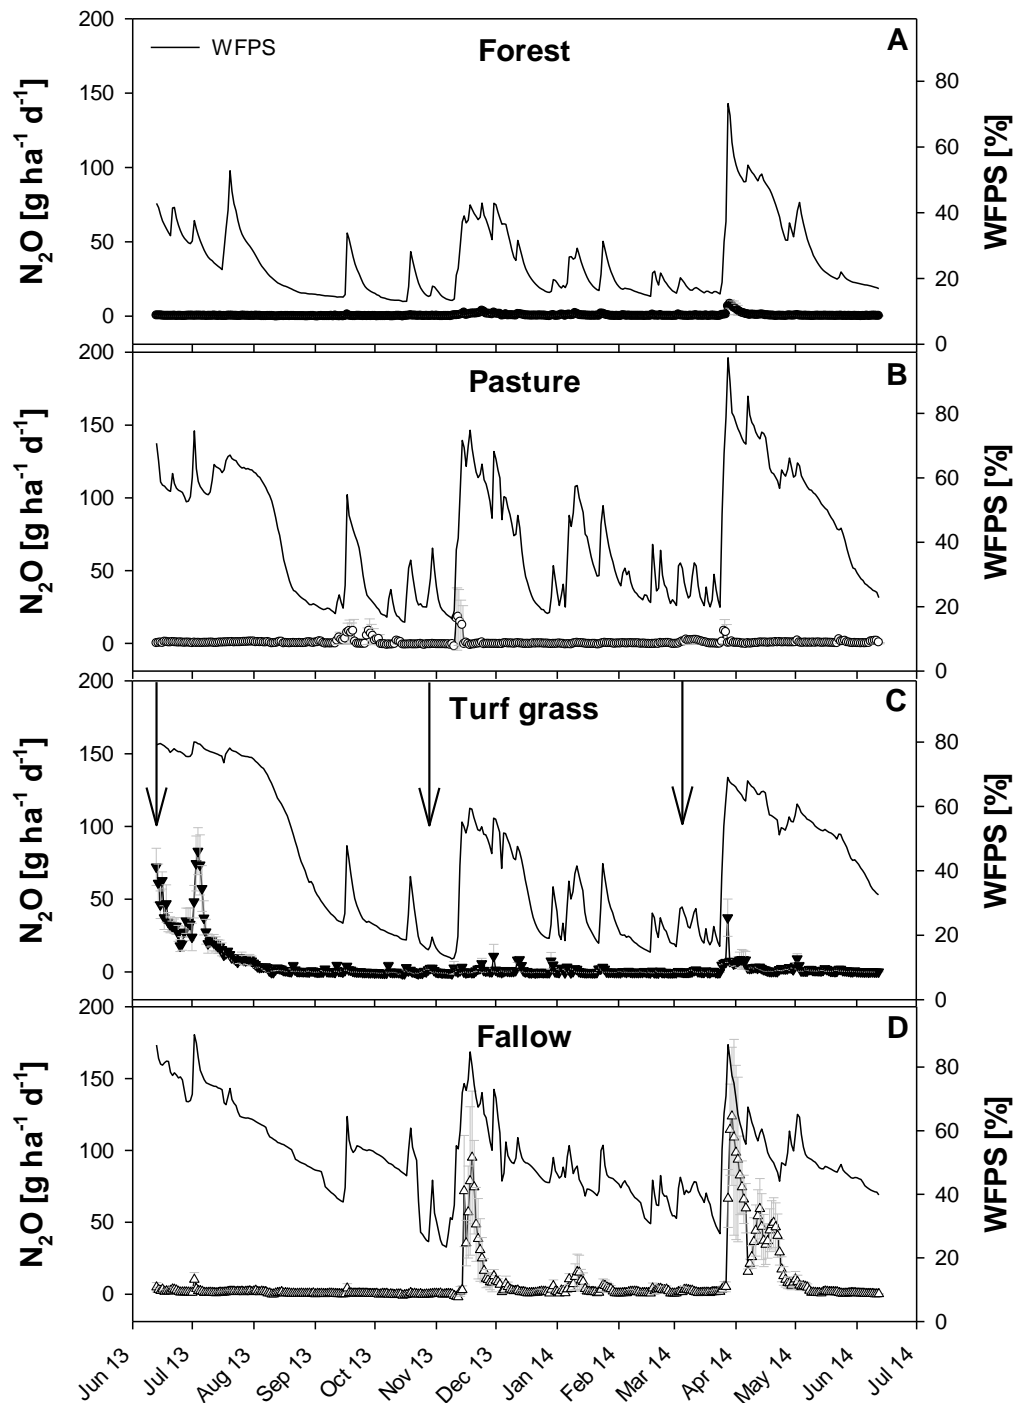 A
Forest
WFPS
200
150
100
50
0
80
60
40
20
0
N2O [g ha-1 d-1]
WFPS [%]
B
Pasture
200
150
100
50
0
80
60
40
20
0
N2O [g ha-1 d-1]
WFPS [%]
C
Turf grass
200
150
100
50
0
80
60
40
20
0
N2O [g ha-1 d-1]
WFPS [%]
D
Fallow
200
150
100
50
0
80
60
40
20
0
N2O [g ha-1 d-1]
WFPS [%]
Jun 13
Jul 13
Aug 13
Sep 13
Oct 13
Nov 13
Dec 13
Jan 14
Feb 14
Mar 14
Apr 14
May 14
Jun 14
Jul 14